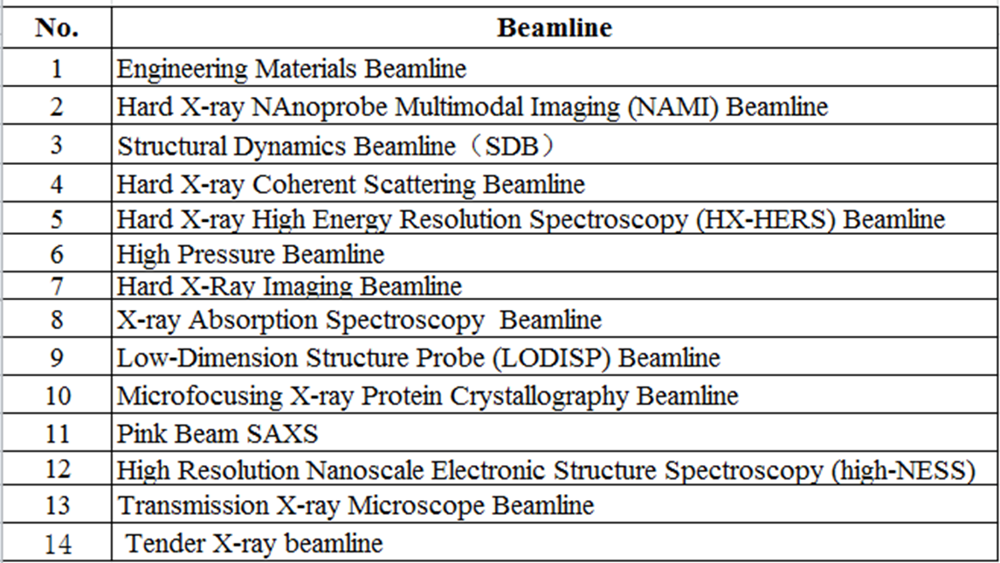 No. Beamline
1 Engineering Materials Beamline
2 Hard X-ray NAnoprobe Multimodal Imaging (NAMI) Beamline
3 Structural Dynamics Beamline（SDB）
4 Hard X-ray Coherent Scattering Beamline
5 Hard X-ray High Energy Resolution Spectroscopy (HX-HERS) Beamline
6 High Pressure Beamline
7 Hard X-Ray Imaging Beamline
8 X-ray Absorption Spectroscopy  Beamline
9 Low-Dimension Structure Probe (LODISP) Beamline
10 Microfocusing X-ray Protein Crystallography Beamline
11 Pink Beam SAXS
12 High Resolution Nanoscale Electronic Structure Spectroscopy (high-NESS)
13 Transmission X-ray Microscope Beamline
14 Tender X-ray beamline